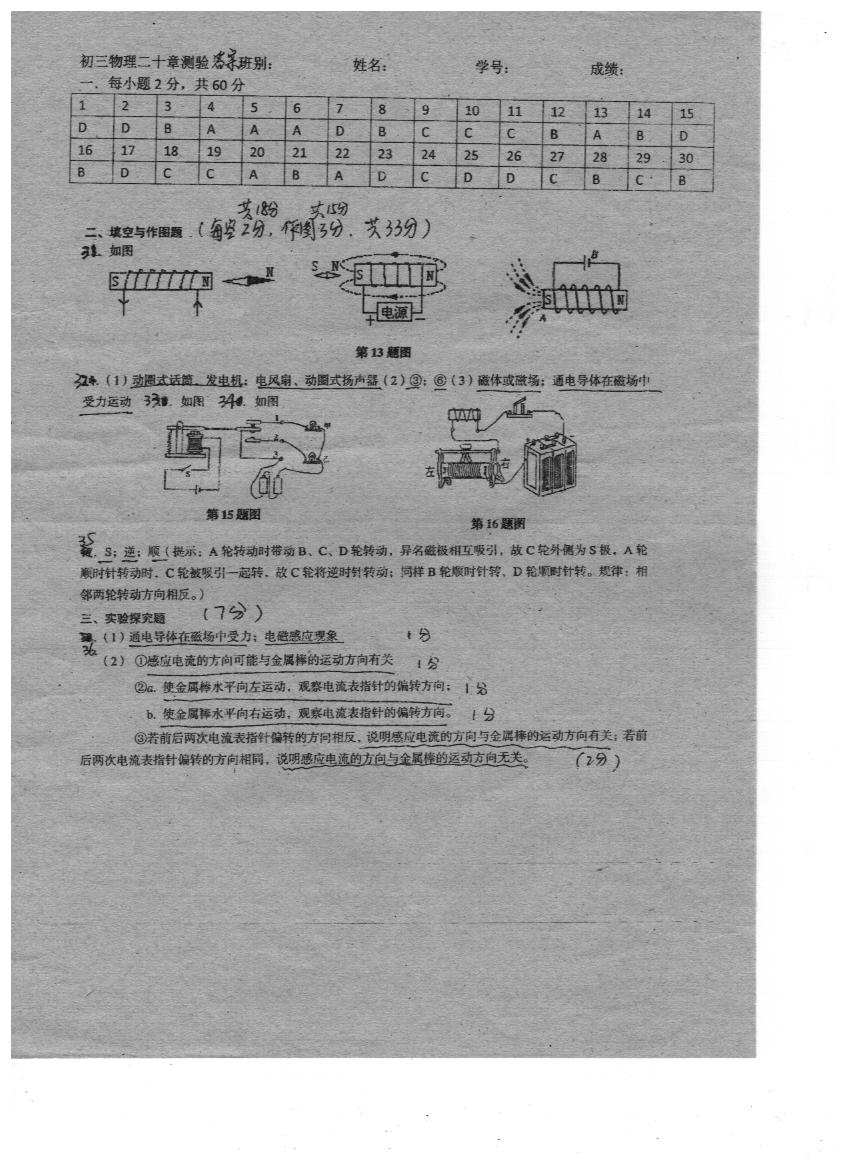 初三物理二十章测验答案班别： 姓名： 学号： 成绩：
一．每小题2分，共60分
1 2 3 4 5 6 7 8 9 10 11 12 13 14 15
D D B A A A D B C C C B A B D
16 17 18 19 20 21 22 23 24 25 26 27 28 29 30
B D C C A B A D C D D C B C B
共18分 共15分
二、填空与作图题（每空2分，作图3分，共33分）
31．如图
S N N S N S N B S N A
电源
+ −
第13题图
32．（1）动圈式话筒、发电机；电风扇、动圈式扬声器（2）③；⑥（3）磁体或磁场；通电导体在磁场中
受力运动 33．如图 34．如图
1 甲
2 乙
3
S
左 右
第15题图
第16题图
35．S；逆；顺（提示：A轮转动时带动B、C、D轮转动，异名磁极相互吸引，故C轮外侧为S极，A轮
顺时针转动时，C轮被吸引一起转，故C轮将逆时针转动；同样B轮顺时针转，D轮顺时针转。规律：相
邻两轮转动方向相反。）
三、实验探究题 （7分）
36．（1）通电导体在磁场中受力；电磁感应现象 1分
（2）①感应电流的方向可能与金属棒的运动方向有关 1分
②a. 使金属棒水平向左运动，观察电流表指针的偏转方向； 1分
b. 使金属棒水平向右运动，观察电流表指针的偏转方向。 1分
③若前后两次电流表指针偏转的方向相反，说明感应电流的方向与金属棒的运动方向有关；若前
后两次电流表指针偏转的方向相同，说明感应电流的方向与金属棒的运动方向无关。 （2分）